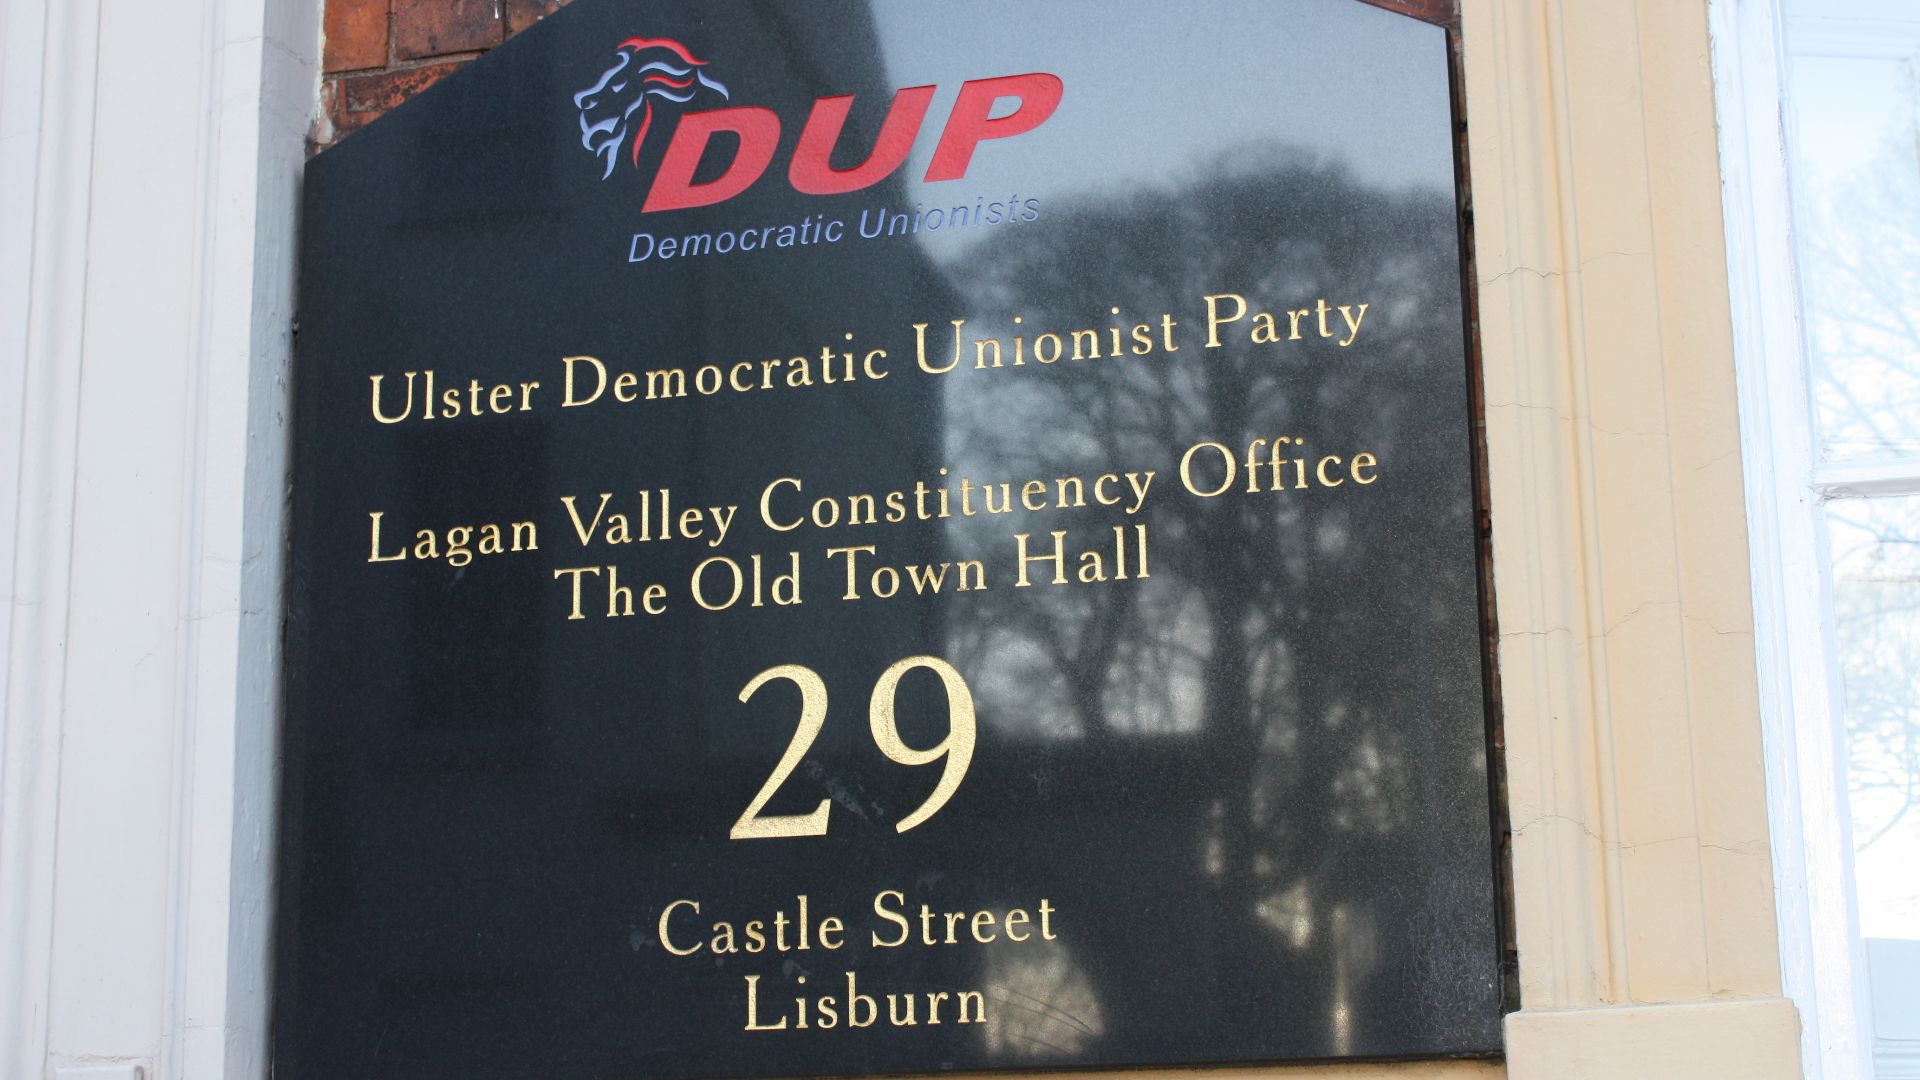 DUP
Democratic Unionists
Ulster Democratic Unionist Party
Lagan Valley Constituency Office
The Old Town Hall
29
Castle Street
Lisburn